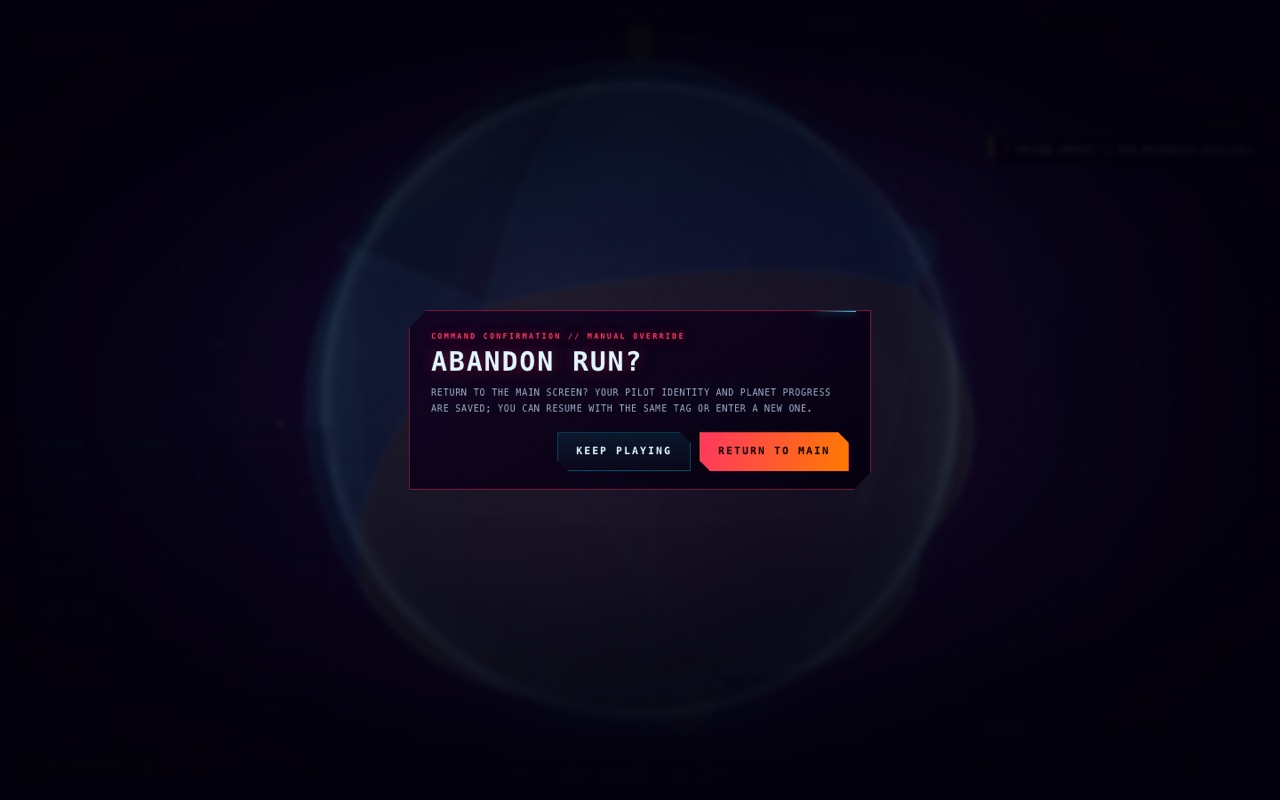 COMMAND CONFIRMATION // MANUAL OVERRIDE
ABANDON RUN?
RETURN TO THE MAIN SCREEN? YOUR PILOT IDENTITY AND PLANET PROGRESS
ARE SAVED; YOU CAN RESUME WITH THE SAME TAG OR ENTER A NEW ONE.
KEEP PLAYING
RETURN TO MAIN